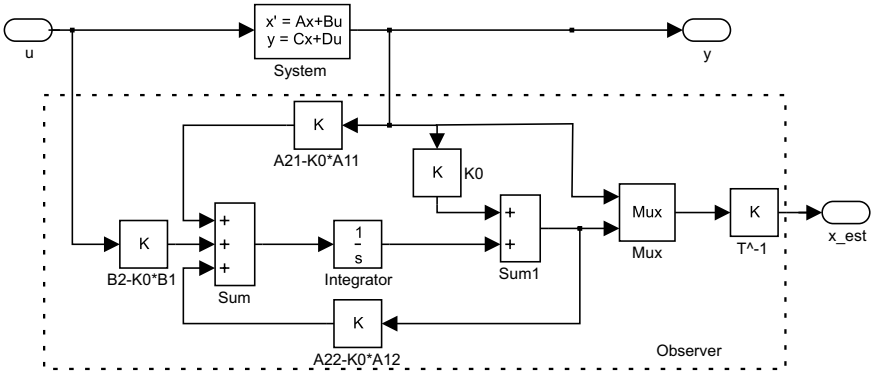 x' = Ax+Bu
y = Cx+Du
u
System
y
K
A21-K0*A11
K
K0
K
B2-K0*B1
+
+
+
Sum
1
s
Integrator
+
+
Sum1
Mux
Mux
K
T^-1
x_est
K
A22-K0*A12
Observer